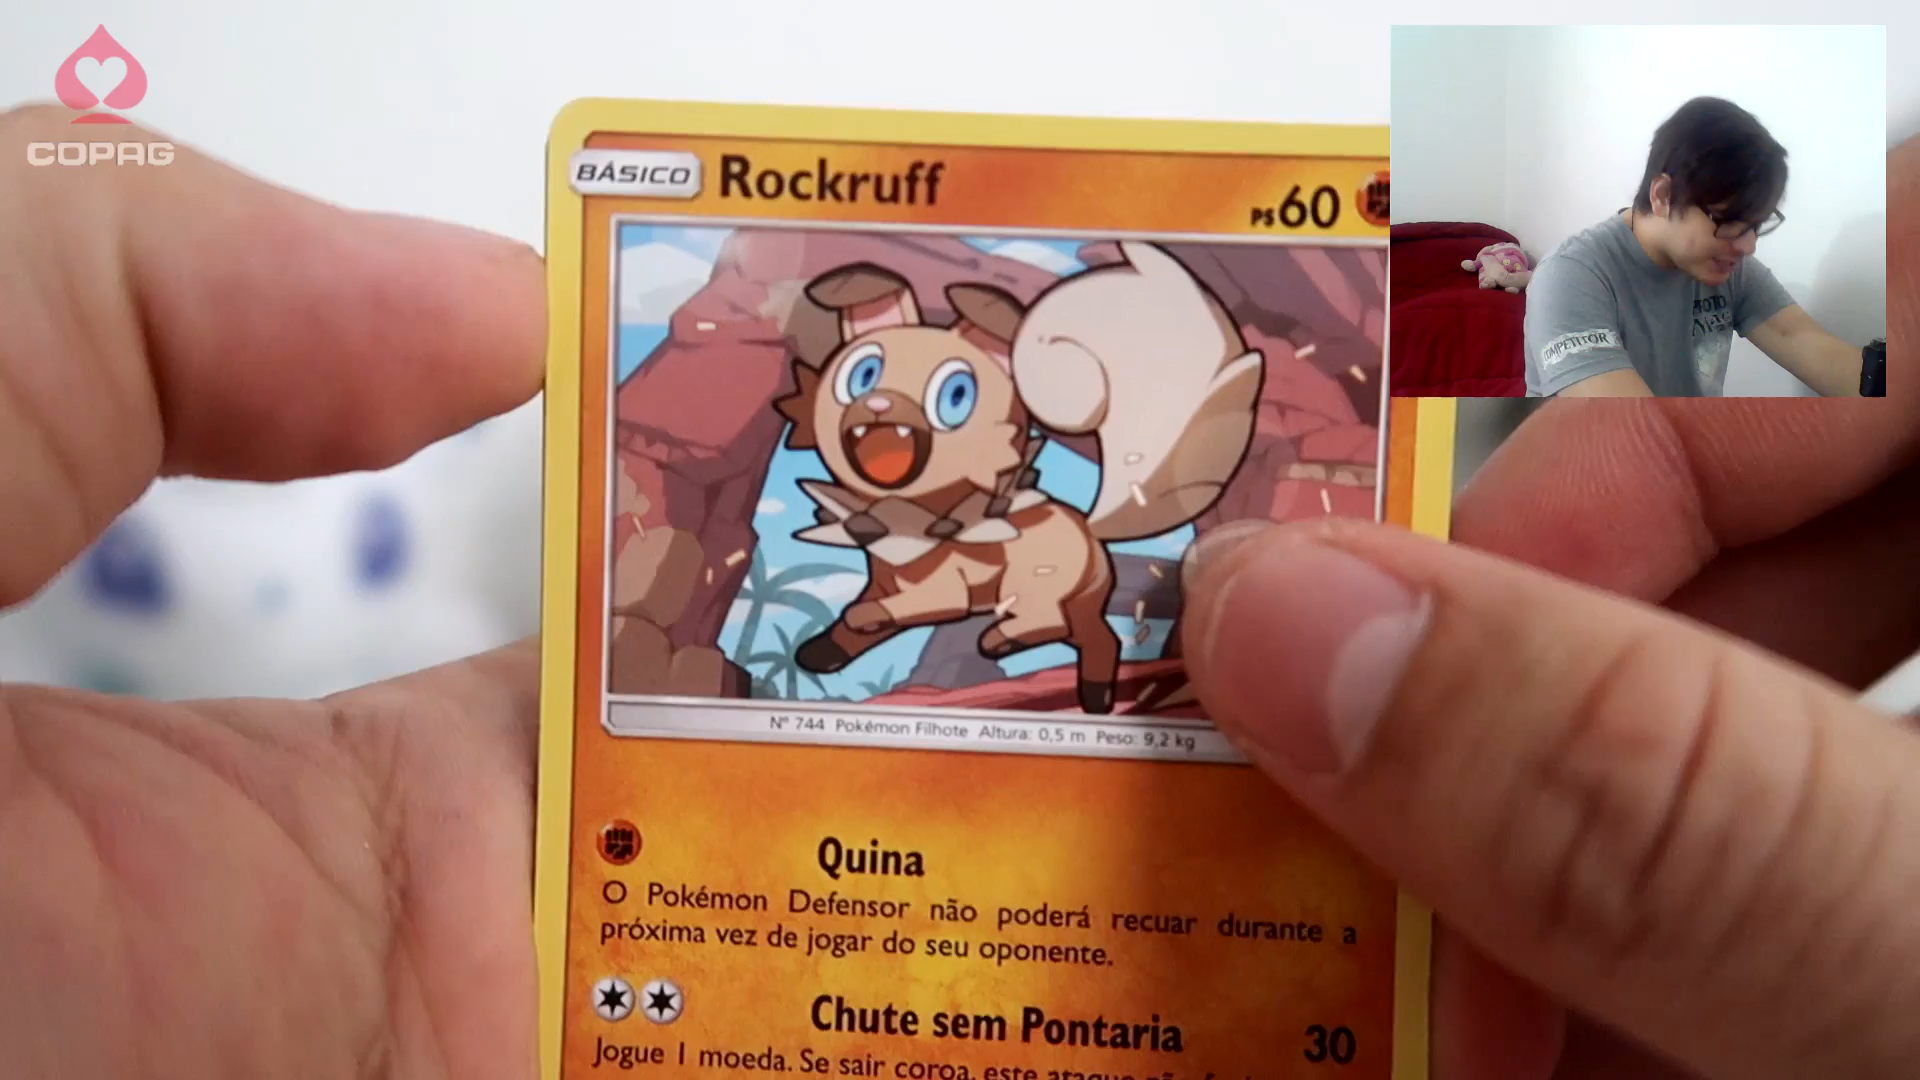 COPAG
BÁSICO
Rockruff
PS60
COMPETITOR
Nº 744 Pokémon Filhote Altura: 0,5 m Peso: 9,2 kg
Quina
O Pokémon Defensor não poderá recuar durante a
próxima vez de jogar do seu oponente.
Chute sem Pontaria 30
Jogue 1 moeda. Se sair coroa, este ataque não